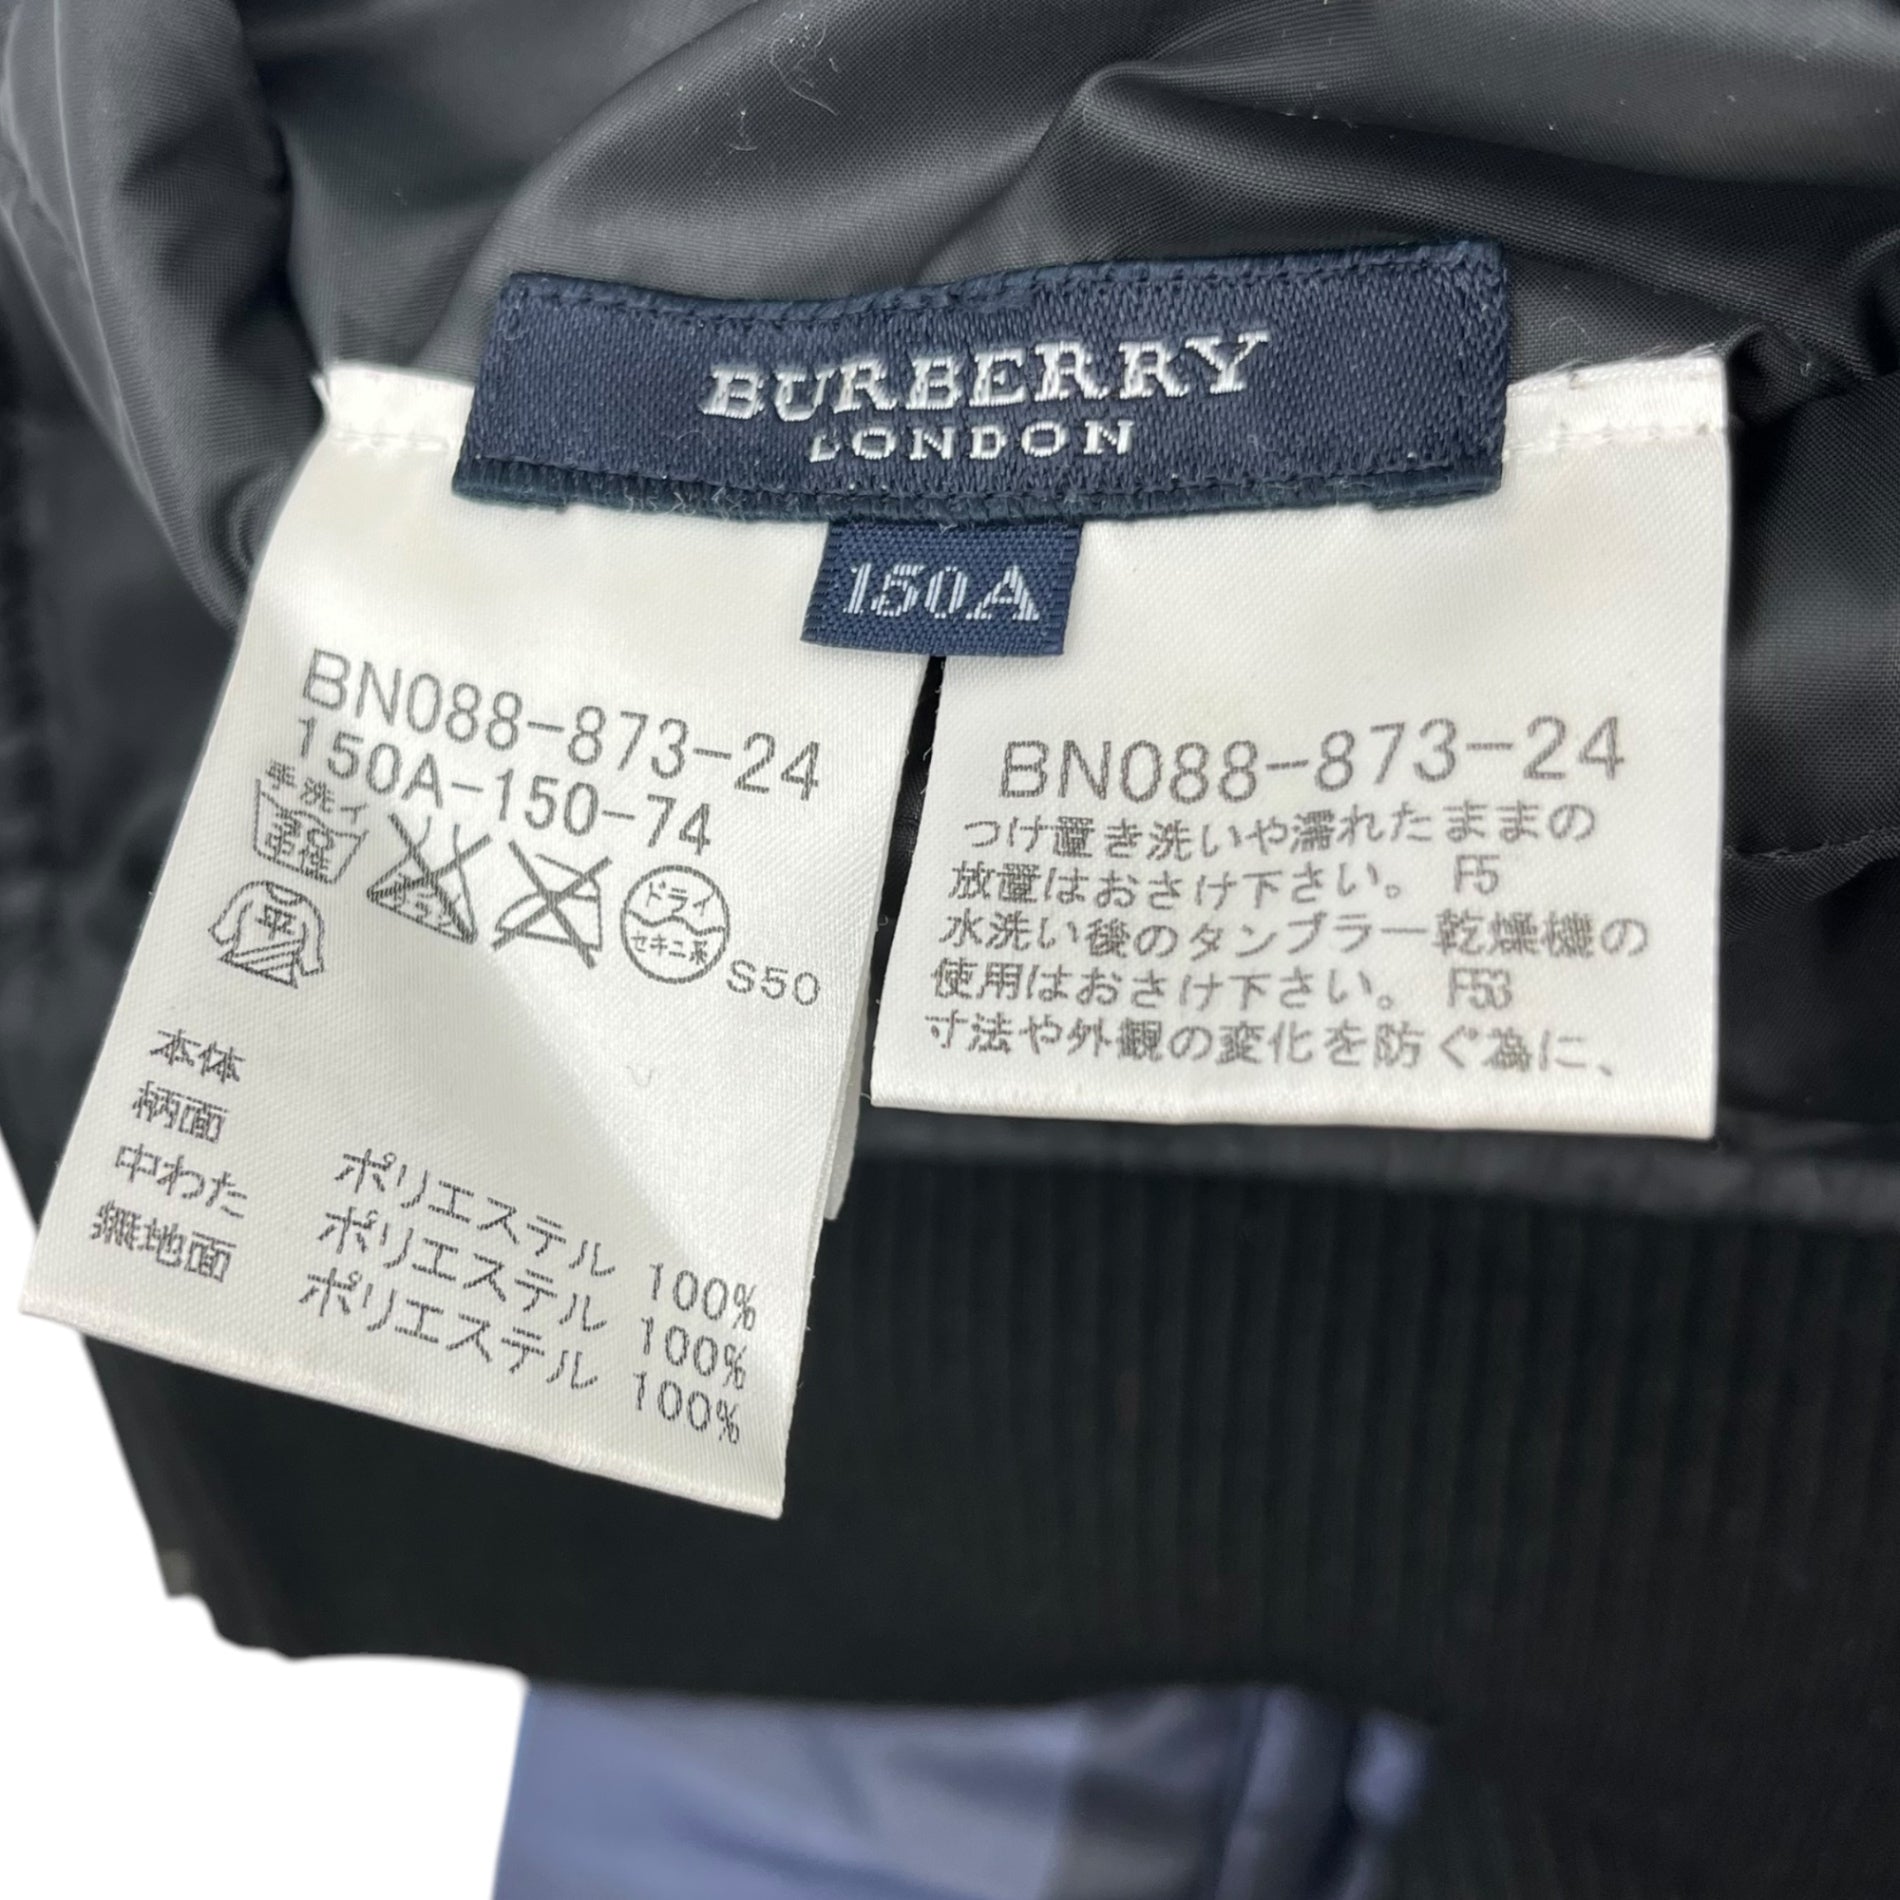 BURBERRY
LONDON
150A
BN088-873-24
150A-150-74
手洗イ
中性
ドライ
セキユ系
平
S50
本体
柄面
中わた
無地面
ポリエステル 100%
ポリエステル 100%
ポリエステル 100%
BN088-873-24
つけ置き洗いや濡れたままの
放置はおさけ下さい。 F5
水洗い後のタンブラー乾燥機の
使用はおさけ下さい。 F53
寸法や外観の変化を防ぐ為に、